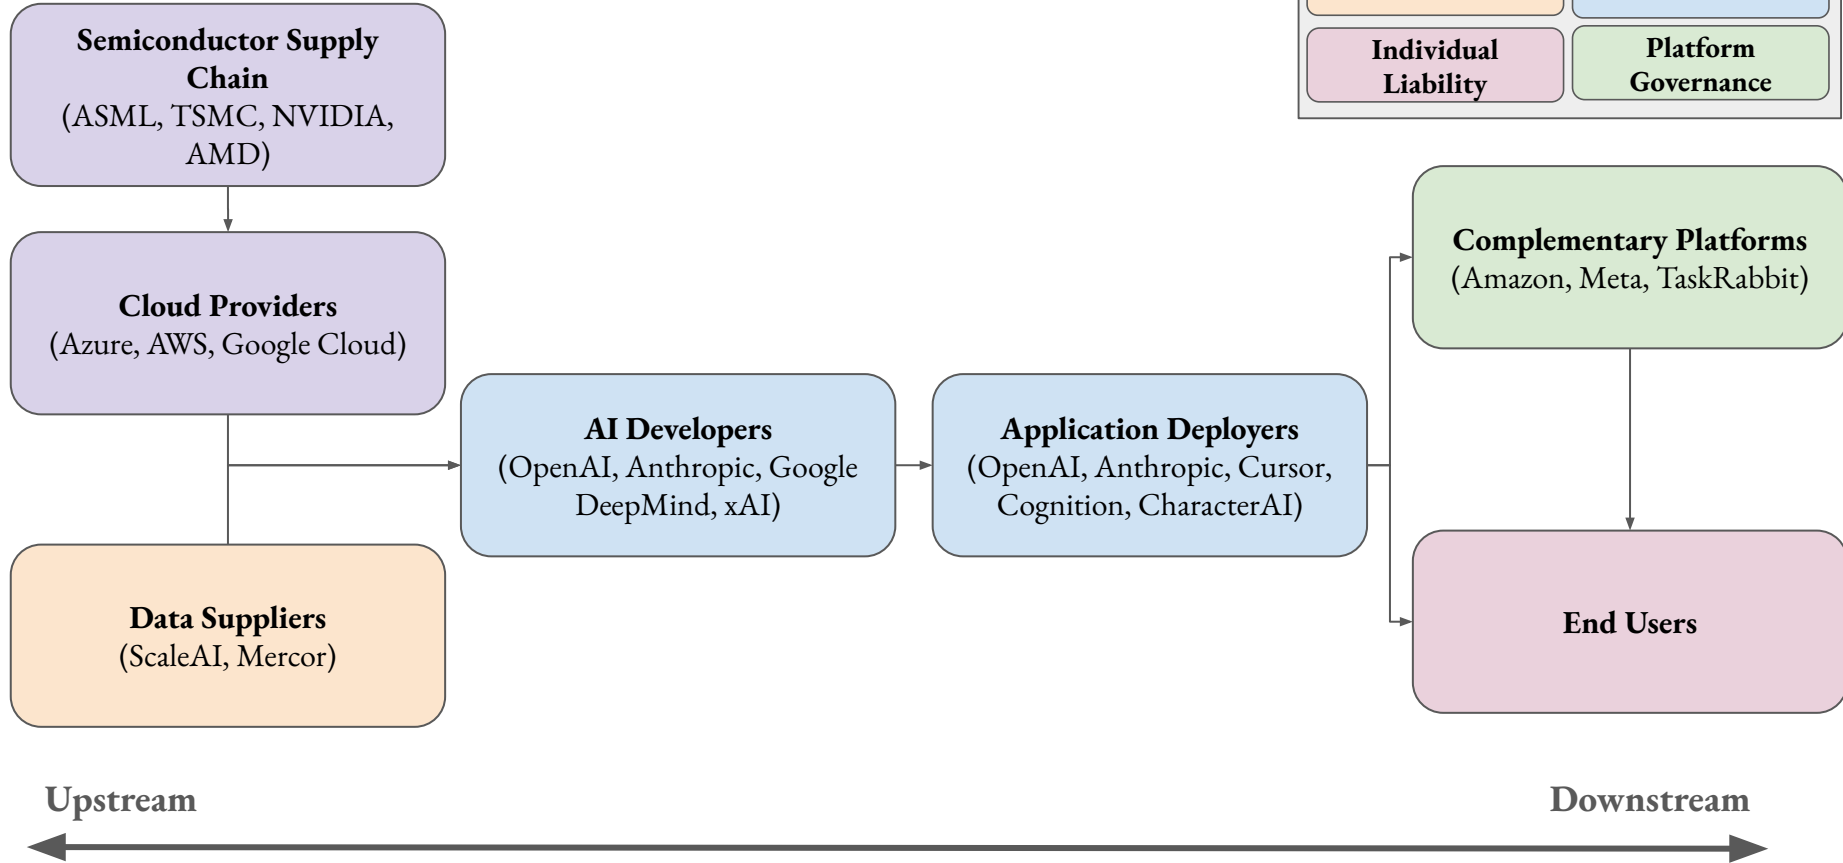 Semiconductor Supply
Chain
(ASML, TSMC, NVIDIA,
AMD)
Individual
Liability
Platform
Governance
Cloud Providers
(Azure, AWS, Google Cloud)
Complementary Platforms
(Amazon, Meta, TaskRabbit)
AI Developers
(OpenAI, Anthropic, Google
DeepMind, xAI)
Application Deployers
(OpenAI, Anthropic, Cursor,
Cognition, CharacterAI)
Data Suppliers
(ScaleAI, Mercor)
End Users
Upstream
Downstream